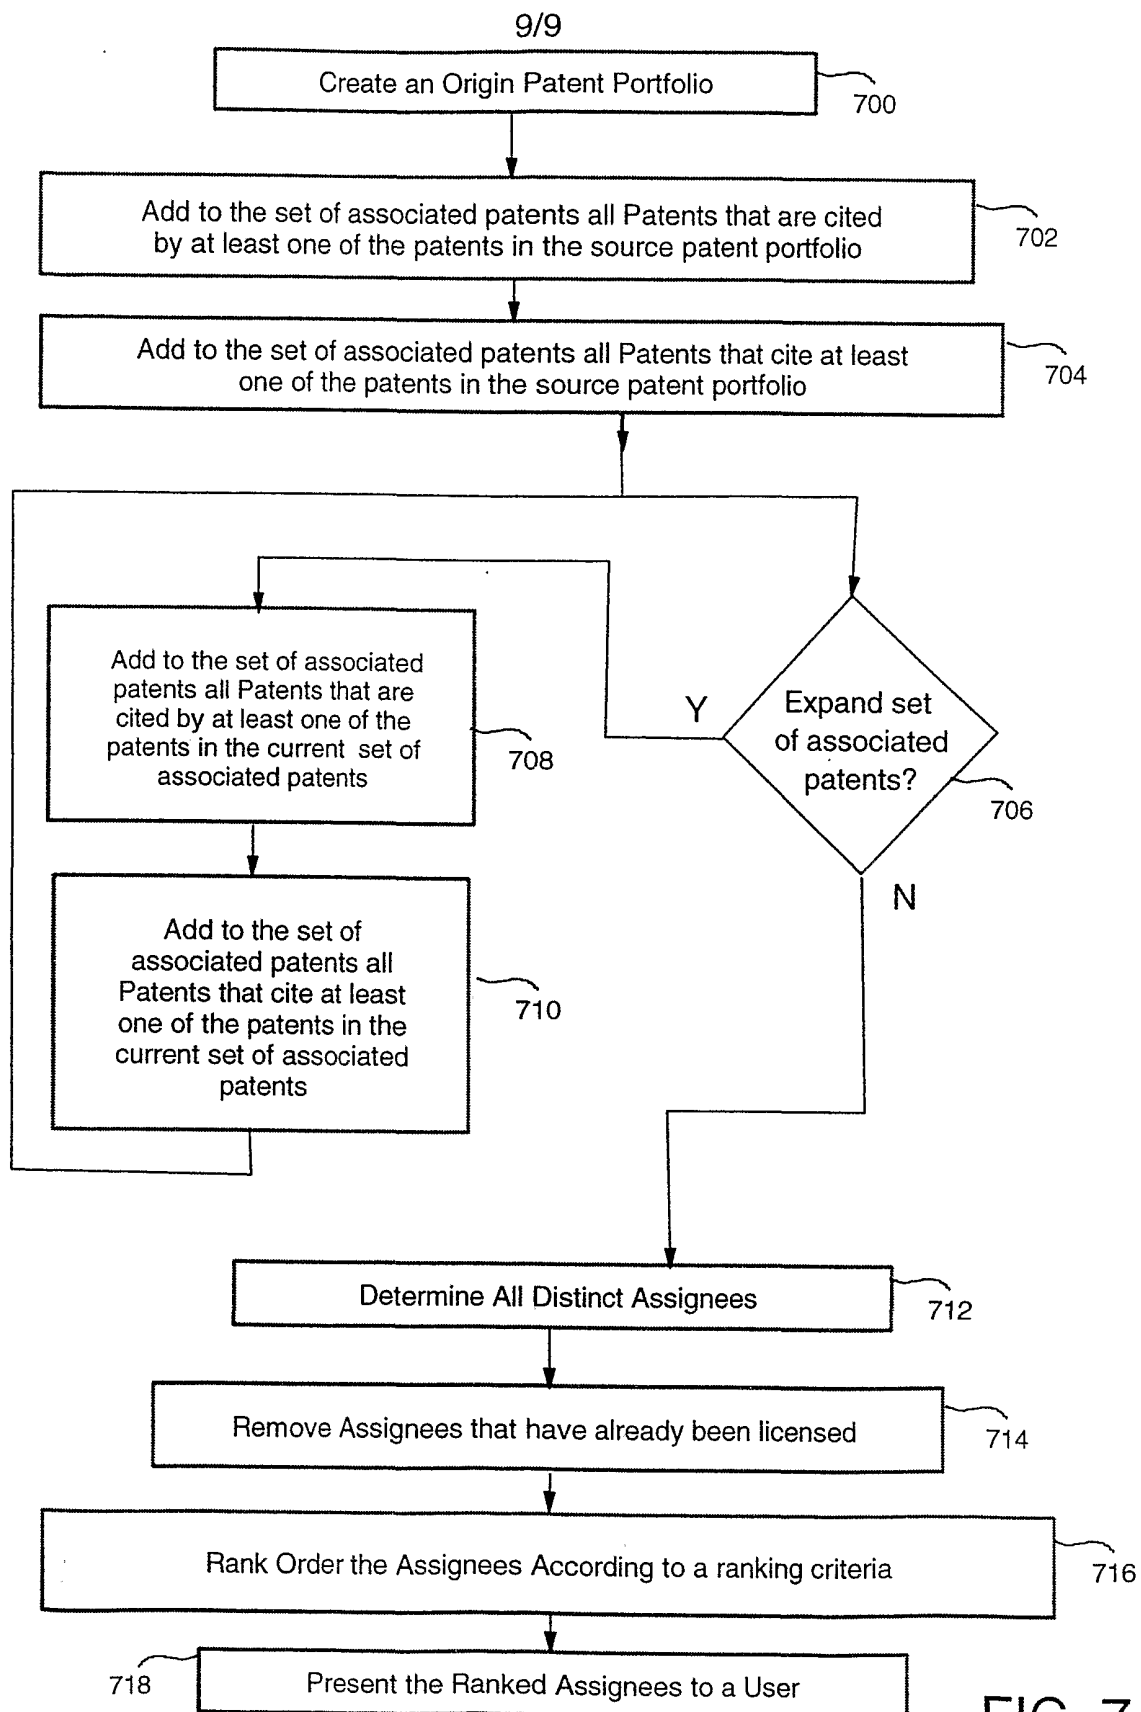 9/9
Create an Origin Patent Portfolio
700
Add to the set of associated patents all Patents that are cited
by at least one of the patents in the source patent portfolio
702
Add to the set of associated patents all Patents that cite at least
one of the patents in the source patent portfolio
704
Add to the set of associated
patents all Patents that are
cited by at least one of the
patents in the current set of
associated patents
708
Y
Expand set
of associated
patents?
706
N
Add to the set of
associated patents all
Patents that cite at least
one of the patents in the
current set of associated
patents
710
Determine All Distinct Assignees
712
Remove Assignees that have already been licensed
714
Rank Order the Assignees According to a ranking criteria
716
718
Present the Ranked Assignees to a User
FIG. 7